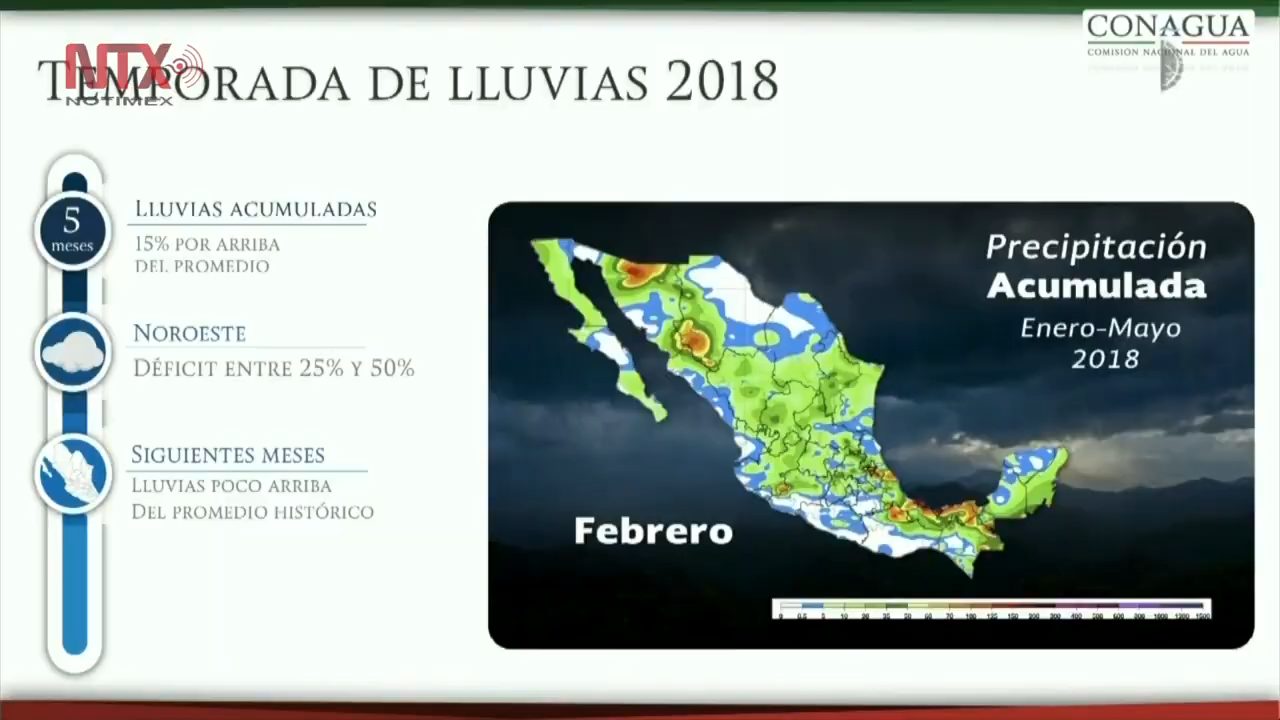 CONAGUA
COMISIÓN NACIONAL DEL AGUA
NTX
NOTIMEX
TEMPORADA DE LLUVIAS 2018
5
meses
LLUVIAS ACUMULADAS
15% POR ARRIBA
DEL PROMEDIO
NOROESTE
DÉFICIT ENTRE 25% Y 50%
SIGUIENTES MESES
LLUVIAS POCO ARRIBA
DEL PROMEDIO HISTÓRICO
Precipitación
Acumulada
Enero-Mayo
2018
Febrero